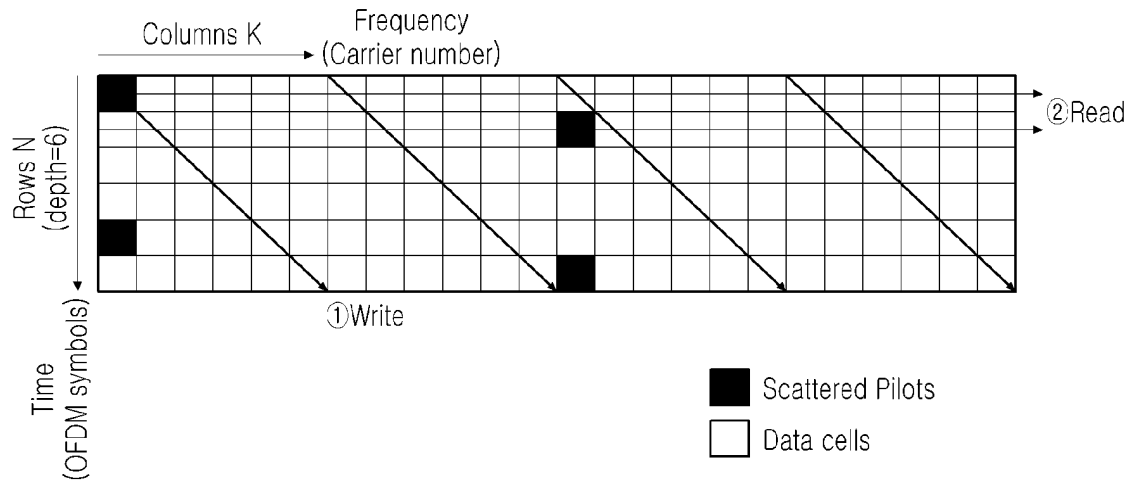 Columns K
Frequency
(Carrier number)
②Read
Rows N
(depth=6)
①Write
Time
(OFDM symbols)
Scattered Pilots
Data cells